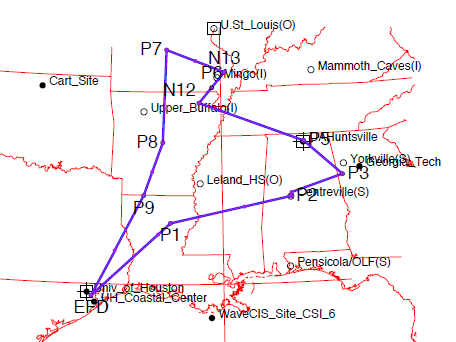 U.St_Louis(O)
P7
N13
P6
Mingo(I)
Mammoth_Caves(I)
Cart_Site
N12
Upper_Buffalo(I)
P8
P5
Huntsville
Yorkville(S)
Georgia_Tech
P3
Leland_HS(O)
P2
Centreville(S)
P9
P1
Pensicola/OLF(S)
Univ_of_Houston
UH_Coastal_Center
EFD
WaveCIS_Site_CSI_6